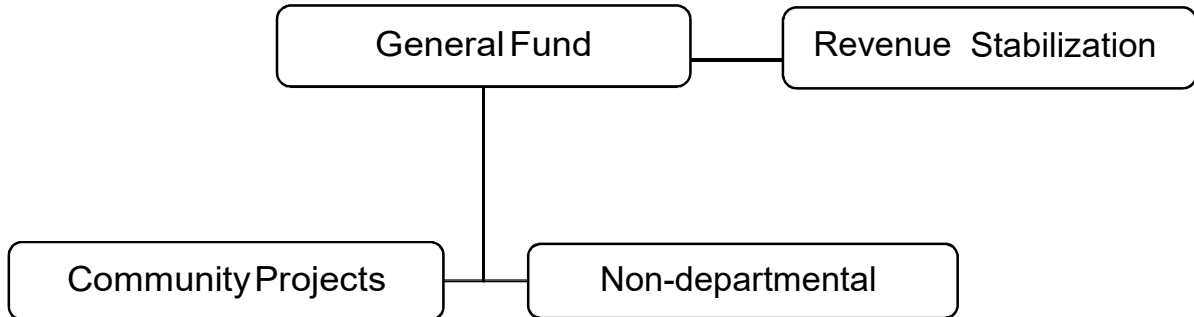 General Fund
Revenue Stabilization
Community Projects
Non-departmental